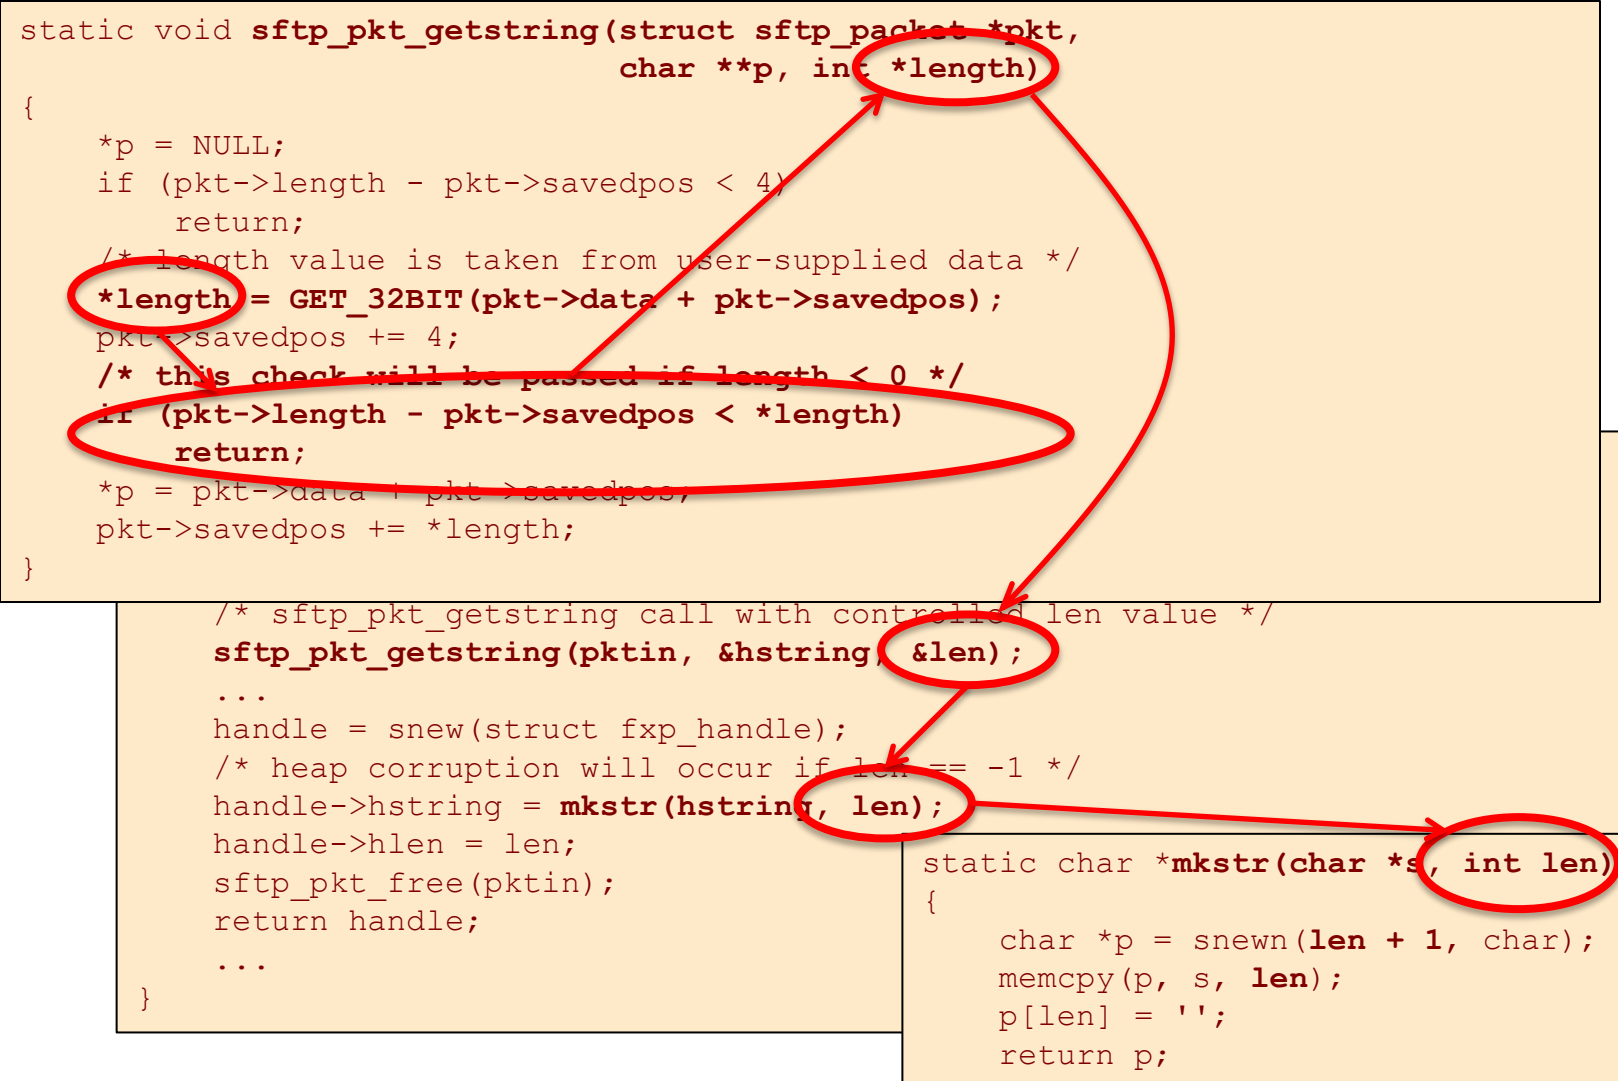 static void sftp_pkt_getstring(struct sftp_packet *pkt,
char **p, int *length)
{
*p = NULL;
if (pkt->length - pkt->savedpos < 4)
return;
/* length value is taken from user-supplied data */
*length = GET_32BIT(pkt->data + pkt->savedpos);
pkt->savedpos += 4;
/* this check will be passed if length < 0 */
if (pkt->length - pkt->savedpos < *length)
return;
*p = pkt->data + pkt->savedpos;
pkt->savedpos += *length;
}
/* sftp_pkt_getstring call with controlled len value */
sftp_pkt_getstring(pktin, &hstring, &len);
...
handle = snew(struct fxp_handle);
/* heap corruption will occur if len == -1 */
handle->hstring = mkstr(hstring, len);
handle->hlen = len;
sftp_pkt_free(pktin);
return handle;
...
}
static char *mkstr(char *s, int len)
{
char *p = snewn(len + 1, char);
memcpy(p, s, len);
p[len] = '';
return p;